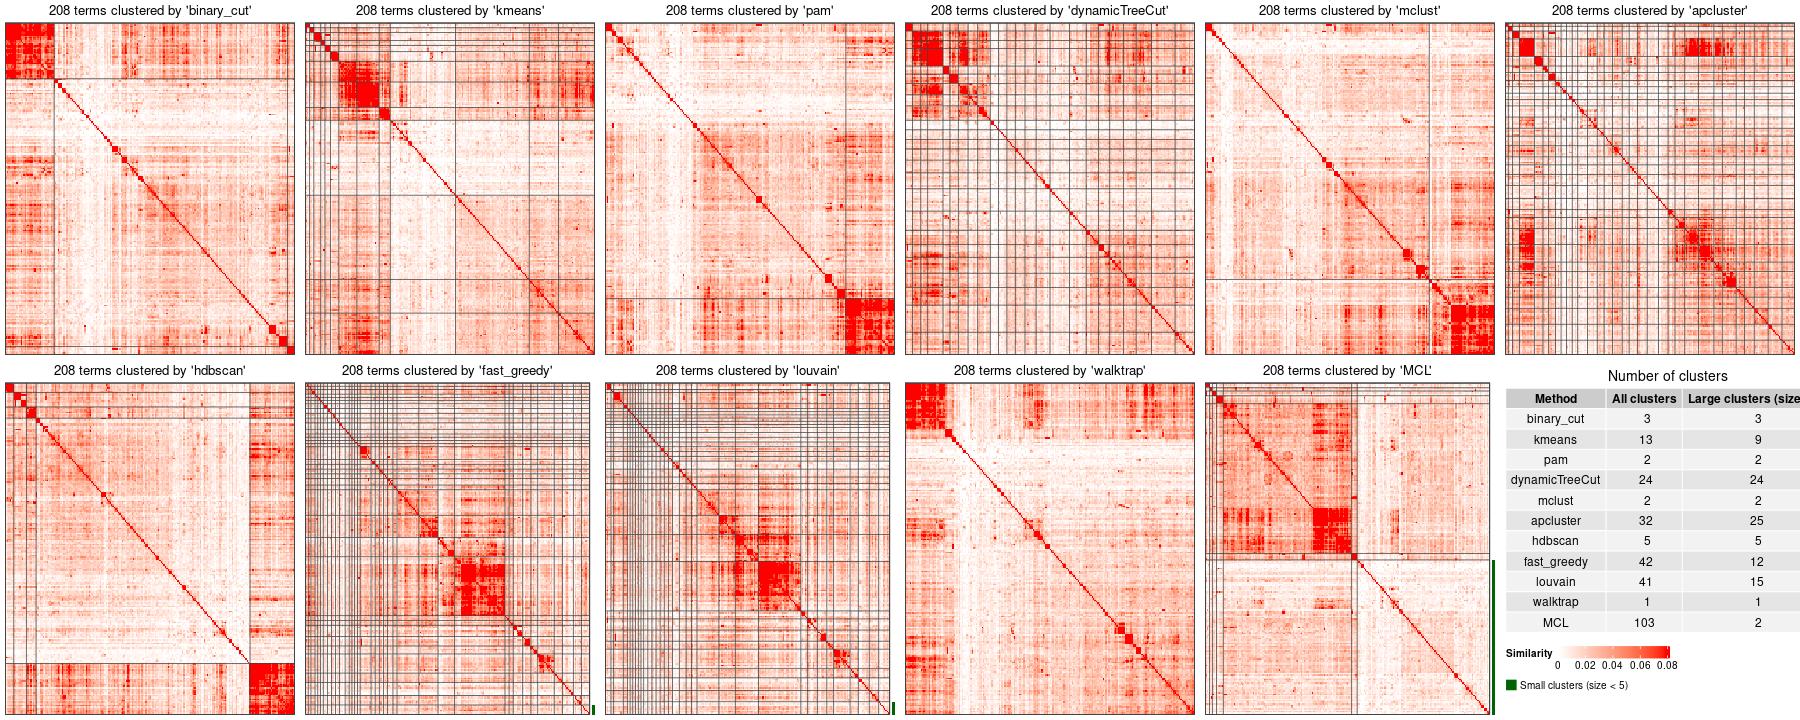 208 terms clustered by 'binary_cut'
208 terms clustered by 'kmeans'
208 terms clustered by 'pam'
208 terms clustered by 'dynamicTreeCut'
208 terms clustered by 'mclust'
208 terms clustered by 'apcluster'
208 terms clustered by 'hdbscan'
208 terms clustered by 'fast_greedy'
208 terms clustered by 'louvain'
208 terms clustered by 'walktrap'
208 terms clustered by 'MCL'
Number of clusters
Method All clusters Large clusters (size
binary_cut 3 3
kmeans 13 9
pam 2 2
dynamicTreeCut 24 24
mclust 2 2
apcluster 32 25
hdbscan 5 5
fast_greedy 42 12
louvain 41 15
walktrap 1 1
MCL 103 2
Similarity
0 0.02 0.04 0.06 0.08
Small clusters (size < 5)